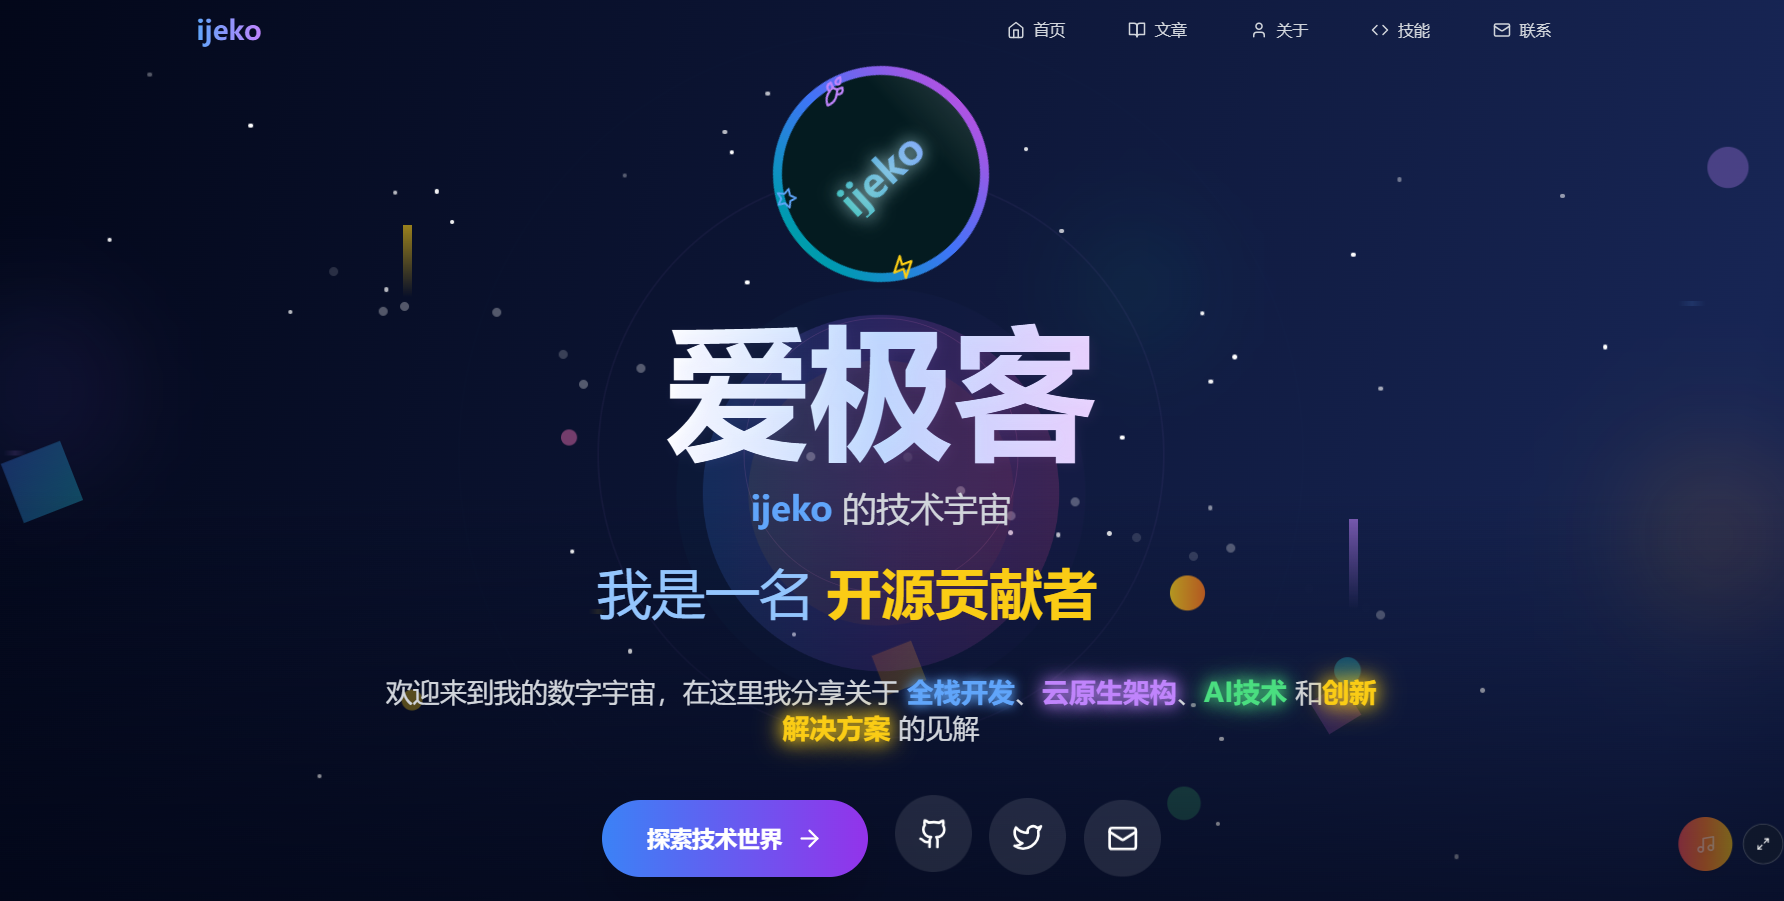 ijeko
首页
文章
关于
技能
联系
ijeko
爱极客
ijeko 的技术宇宙
我是一名 开源贡献者
欢迎来到我的数字宇宙，在这里我分享关于 全栈开发、云原生架构、AI技术 和创新
解决方案 的见解
探索技术世界